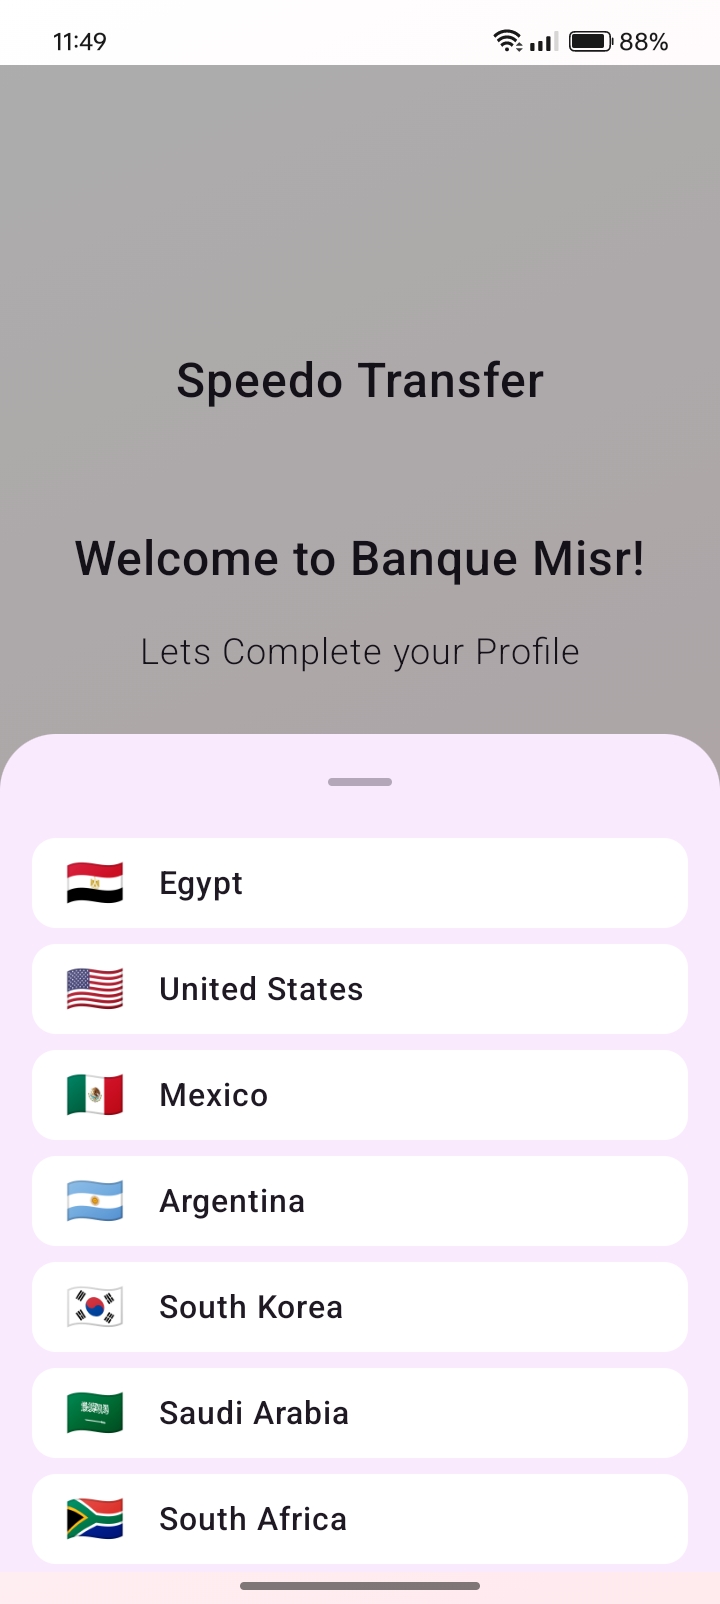 11:49
88%
Speedo Transfer
Welcome to Banque Misr!
Lets Complete your Profile
Egypt
United States
Mexico
Argentina
South Korea
Saudi Arabia
South Africa